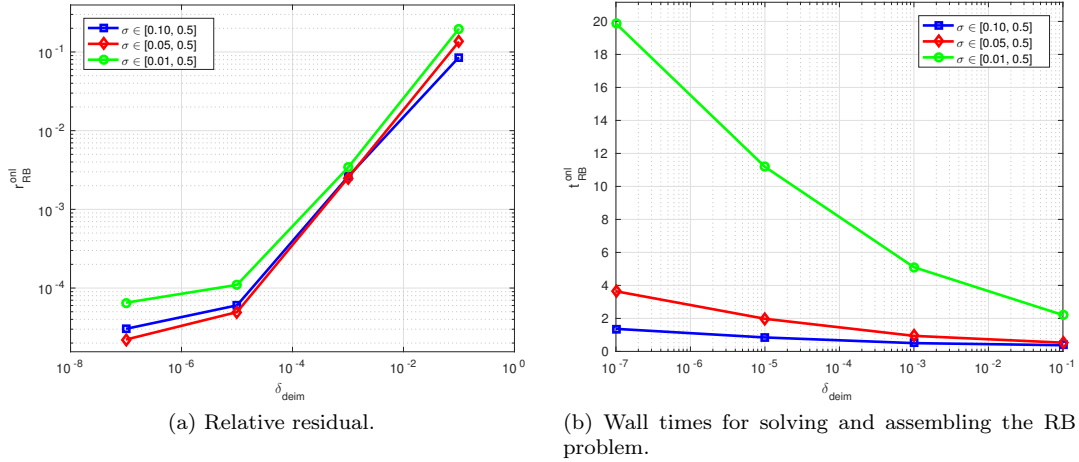 σ ∈ [0.10, 0.5]
σ ∈ [0.05, 0.5]
σ ∈ [0.01, 0.5]
10^-1
10^-2
10^-3
10^-4
r_RB^onl
10^-8
10^-6
10^-4
10^-2
10^0
δ_deim
(a) Relative residual.
σ ∈ [0.10, 0.5]
σ ∈ [0.05, 0.5]
σ ∈ [0.01, 0.5]
20
18
16
14
12
10
8
6
4
2
0
t_RB^onl
10^-7
10^-6
10^-5
10^-4
10^-3
10^-2
10^-1
δ_deim
(b) Wall times for solving and assembling the RB
problem.